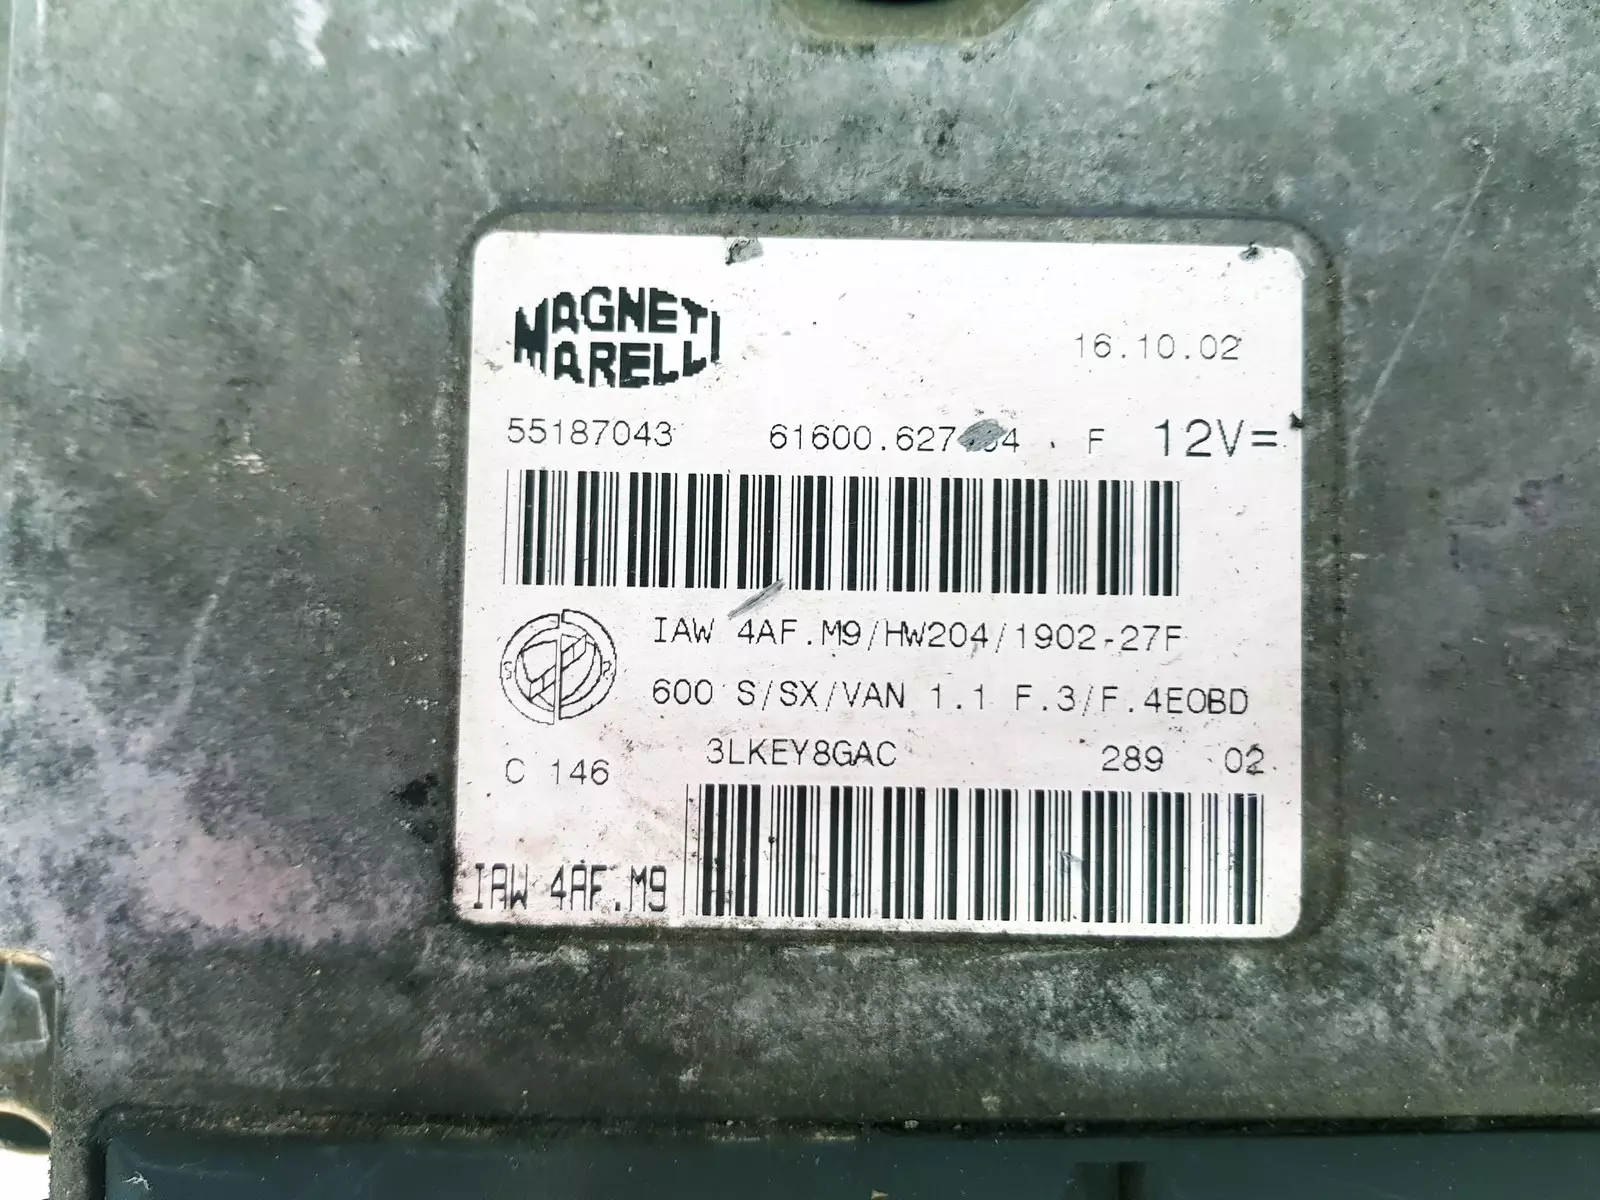 MAGNETI
MARELLI
16.10.02
55187043 F 12V=
IAW 4AF.M9/HW204/1902-27F
600 S/SX/VAN 1.1 F.3/F.4EOBD
3LKEY8GAC 289 02
C 146
IAW 4AF.M9